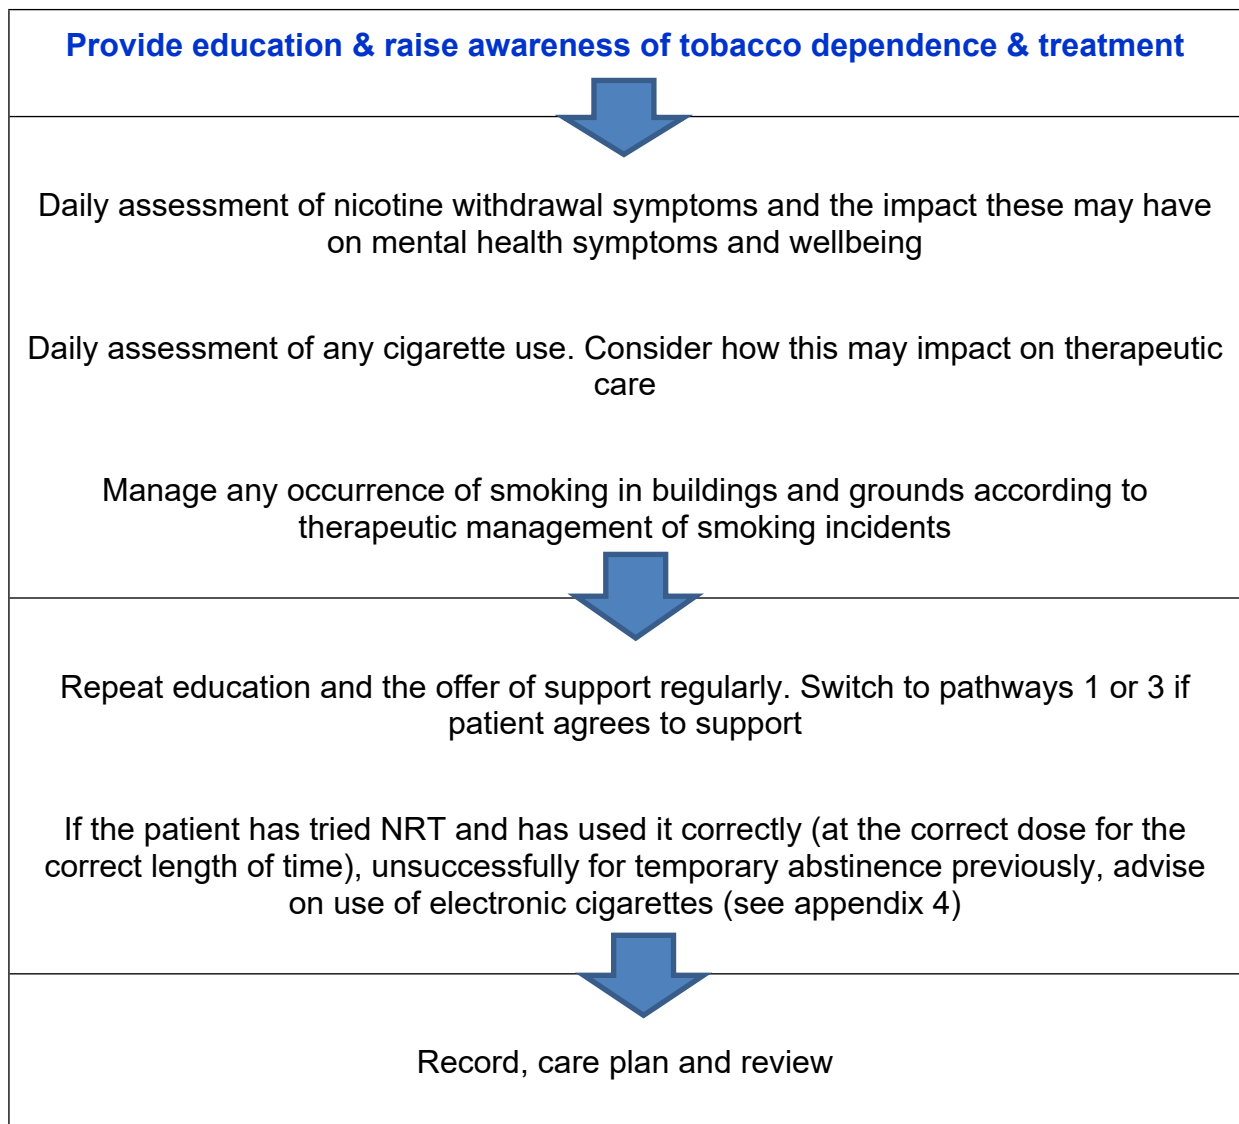 Provide education & raise awareness of tobacco dependence & treatment
Daily assessment of nicotine withdrawal symptoms and the impact these may have
on mental health symptoms and wellbeing
Daily assessment of any cigarette use. Consider how this may impact on therapeutic
care
Manage any occurrence of smoking in buildings and grounds according to
therapeutic management of smoking incidents
Repeat education and the offer of support regularly. Switch to pathways 1 or 3 if
patient agrees to support
If the patient has tried NRT and has used it correctly (at the correct dose for the
correct length of time), unsuccessfully for temporary abstinence previously, advise
on use of electronic cigarettes (see appendix 4)
Record, care plan and review